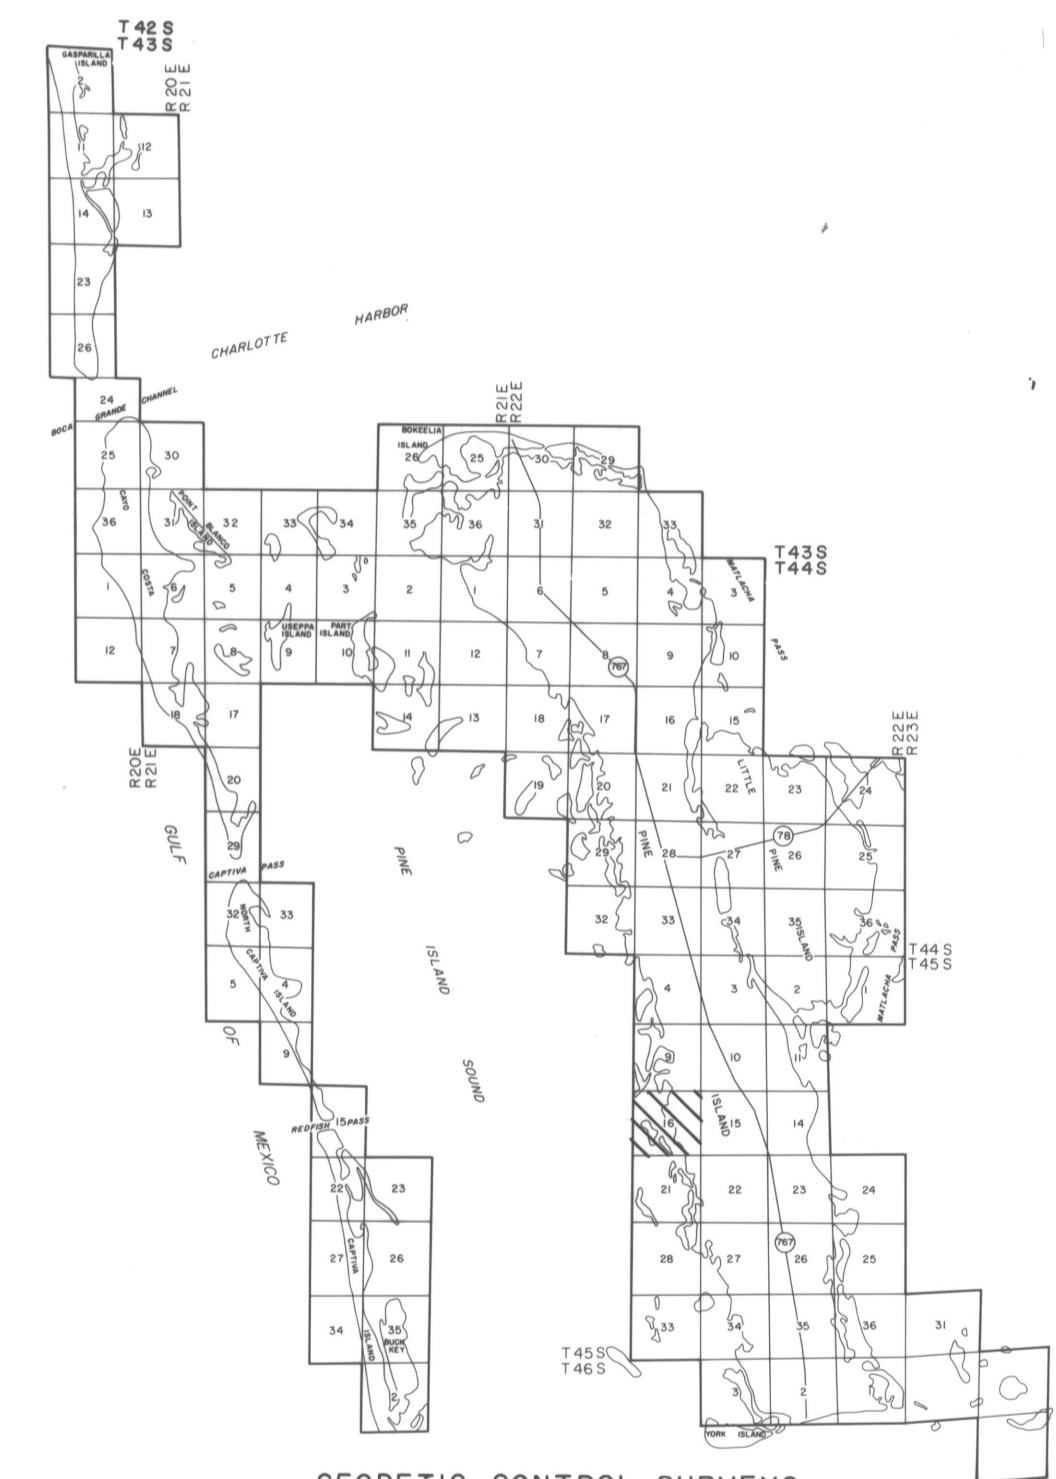 T 42 S
T 43 S
GASPARILLA
ISLAND
R 20 E
R 21 E
2
11
12
14
13
23
26
CHARLOTTE HARBOR
24
BOCA GRANDE CHANNEL
R21E
R22E
BOKEELIA
ISLAND
25
30
26
25
30
29
CAYO
POINT BLANCO
ISLAND
36
31
32
33
34
35
36
31
32
33
T43S
T44S
COSTA
MATLACHA
1
6
5
4
3
2
1
6
5
4
3
USEPPA
ISLAND
PART
ISLAND
PASS
12
7
8
9
10
11
12
7
8
9
10
767
18
17
14
13
18
17
16
15
R20E
R21E
R22E
R23E
LITTLE
20
19
20
21
22
23
24
GULF
29
PINE
29
PINE
28
27
78
PINE
26
25
CAPTIVA PASS
32
33
32
33
34
35
36
NORTH
CAPTIVA
ISLAND
ISLAND
ISLAND
PASS
T44S
T45S
5
4
4
3
2
1
MATLACHA
OF
9
9
10
11
SOUND
ISLAND
REDFISH 15 PASS
16
15
14
MEXICO
22
23
21
22
23
24
767
27
26
CAPTIVA
28
27
26
25
34
35
BUCK
KEY
ISLAND
33
34
35
36
31
T45S
T46S
2
3
2
YORK ISLAND
GEODETIC CONTROL SURVEYS